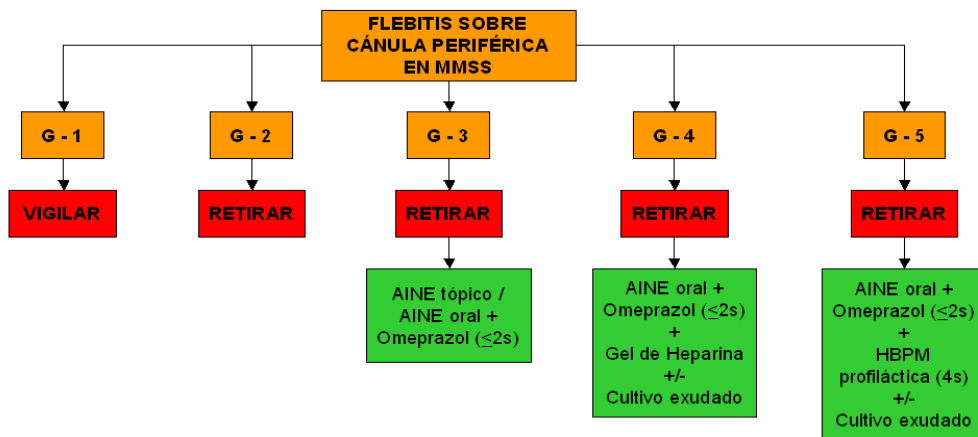 FLEBITIS SOBRE
CÁNULA PERIFÉRICA
EN MMSS
G - 1
G - 2
G - 3
G - 4
G - 5
VIGILAR
RETIRAR
RETIRAR
RETIRAR
RETIRAR
AINE tópico /
AINE oral +
Omeprazol (≤2s)
AINE oral +
Omeprazol (≤2s)
+
Gel de Heparina
+/-
Cultivo exudado
AINE oral +
Omeprazol (≤2s)
+
HBPM
profiláctica (4s)
+/-
Cultivo exudado